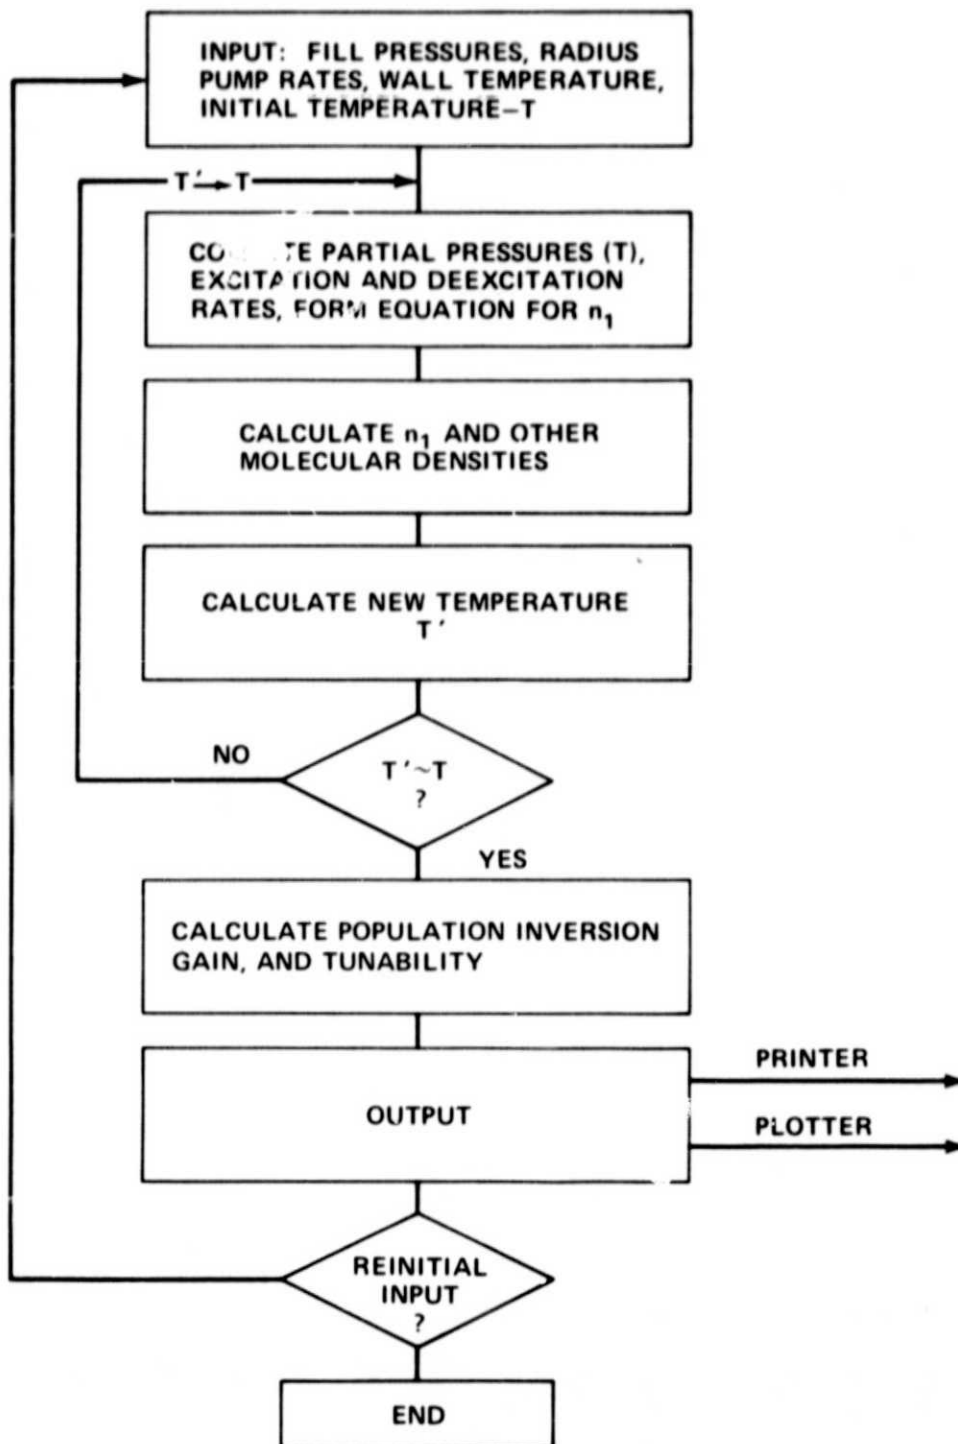 INPUT: FILL PRESSURES, RADIUS
PUMP RATES, WALL TEMPERATURE,
INITIAL TEMPERATURE–T
T′→T
PARTIAL PRESSURES (T),
EXCITATION AND DEEXCITATION
RATES, FORM EQUATION FOR n₁
CALCULATE n₁ AND OTHER
MOLECULAR DENSITIES
CALCULATE NEW TEMPERATURE
T′
NO
T′~T
?
YES
CALCULATE POPULATION INVERSION
GAIN, AND TUNABILITY
OUTPUT
PRINTER
PLOTTER
REINITIAL
INPUT
?
END